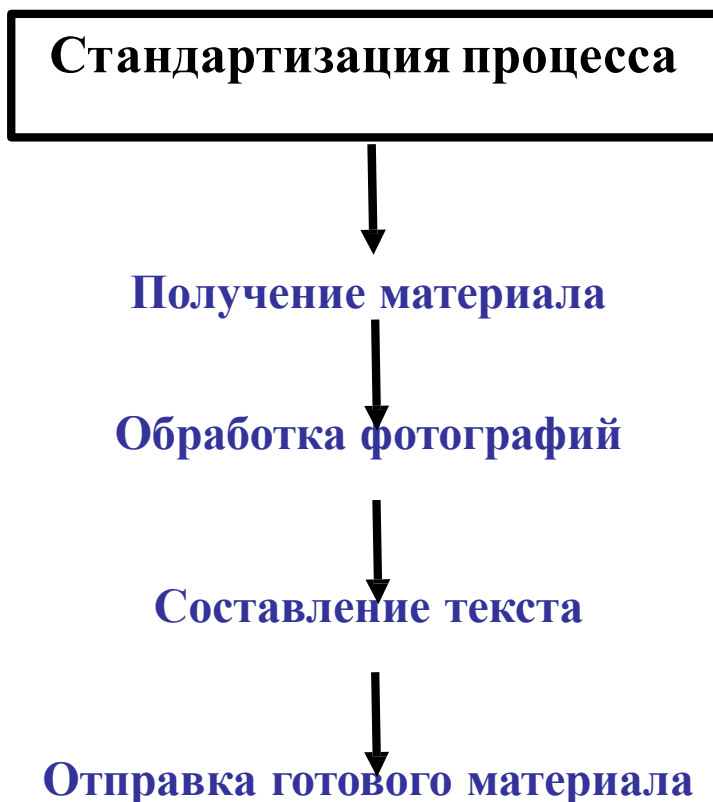 Стандартизация процесса
Получение материала
Обработка фотографий
Составление текста
Отправка готового материала